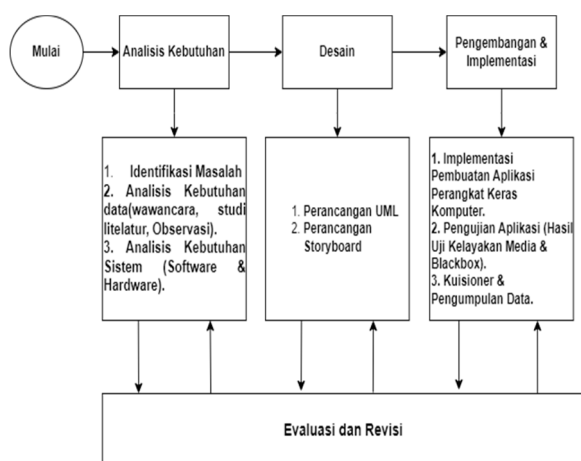 Mulai
Analisis Kebutuhan
Desain
Pengembangan &
Implementasi
1. Identifikasi Masalah
2. Analisis Kebutuhan
data(wawancara, studi
litelatur, Observasi).
3. Analisis Kebutuhan
Sistem (Software &
Hardware).
1. Perancangan UML
2. Perancangan
Storyboard
1. Implementasi
Pembuatan Aplikasi
Perangkat Keras
Komputer.
2. Pengujian Aplikasi (Hasil
Uji Kelayakan Media &
Blackbox).
3. Kuisioner &
Pengumpulan Data.
Evaluasi dan Revisi